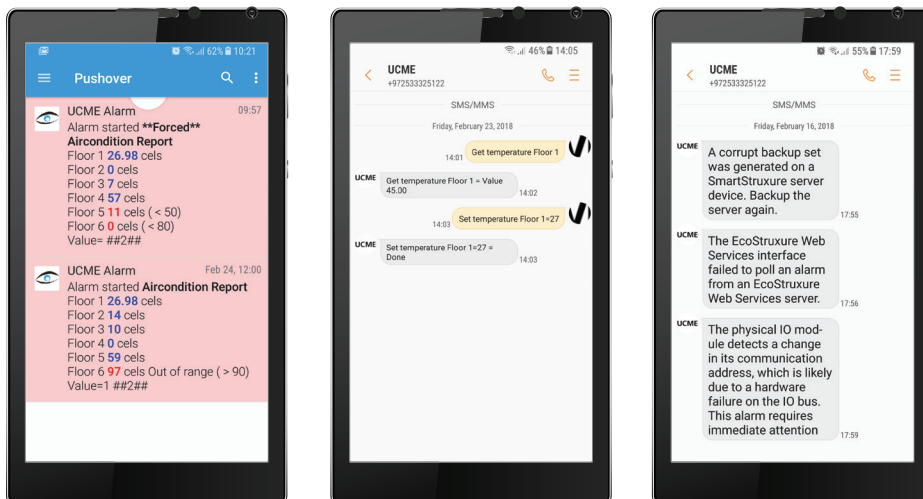 62% 10:21
Pushover
UCME Alarm 09:57
Alarm started **Forced**
Aircondition Report
Floor 1 26.98 cels
Floor 2 0 cels
Floor 3 7 cels
Floor 4 57 cels
Floor 5 11 cels ( < 50)
Floor 6 0 cels ( < 80)
Value= ##2##
UCME Alarm Feb 24, 12:00
Alarm started Aircondition Report
Floor 1 26.98 cels
Floor 2 14 cels
Floor 3 10 cels
Floor 4 0 cels
Floor 5 59 cels
Floor 6 97 cels Out of range ( > 90)
Value=1 ##2##
46% 14:05
UCME
+972533325122
SMS/MMS
Friday, February 23, 2018
Get temperature Floor 1
14:01
UCME
Get temperature Floor 1 = Value
45.00
14:02
Set temperature Floor 1=27
14:03
UCME
Set temperature Floor 1=27 =
Done
14:03
55% 17:59
UCME
+972533325122
SMS/MMS
Friday, February 16, 2018
UCME
A corrupt backup set
was generated on a
SmartStruxure server
device. Backup the
server again.
17:55
UCME
The EcoStruxure Web
Services interface
failed to poll an alarm
from an EcoStruxure
Web Services server.
17:56
UCME
The physical IO mod-
ule detects a change
in its communication
address, which is likely
due to a hardware
failure on the IO bus.
This alarm requires
immediate attention
17:59